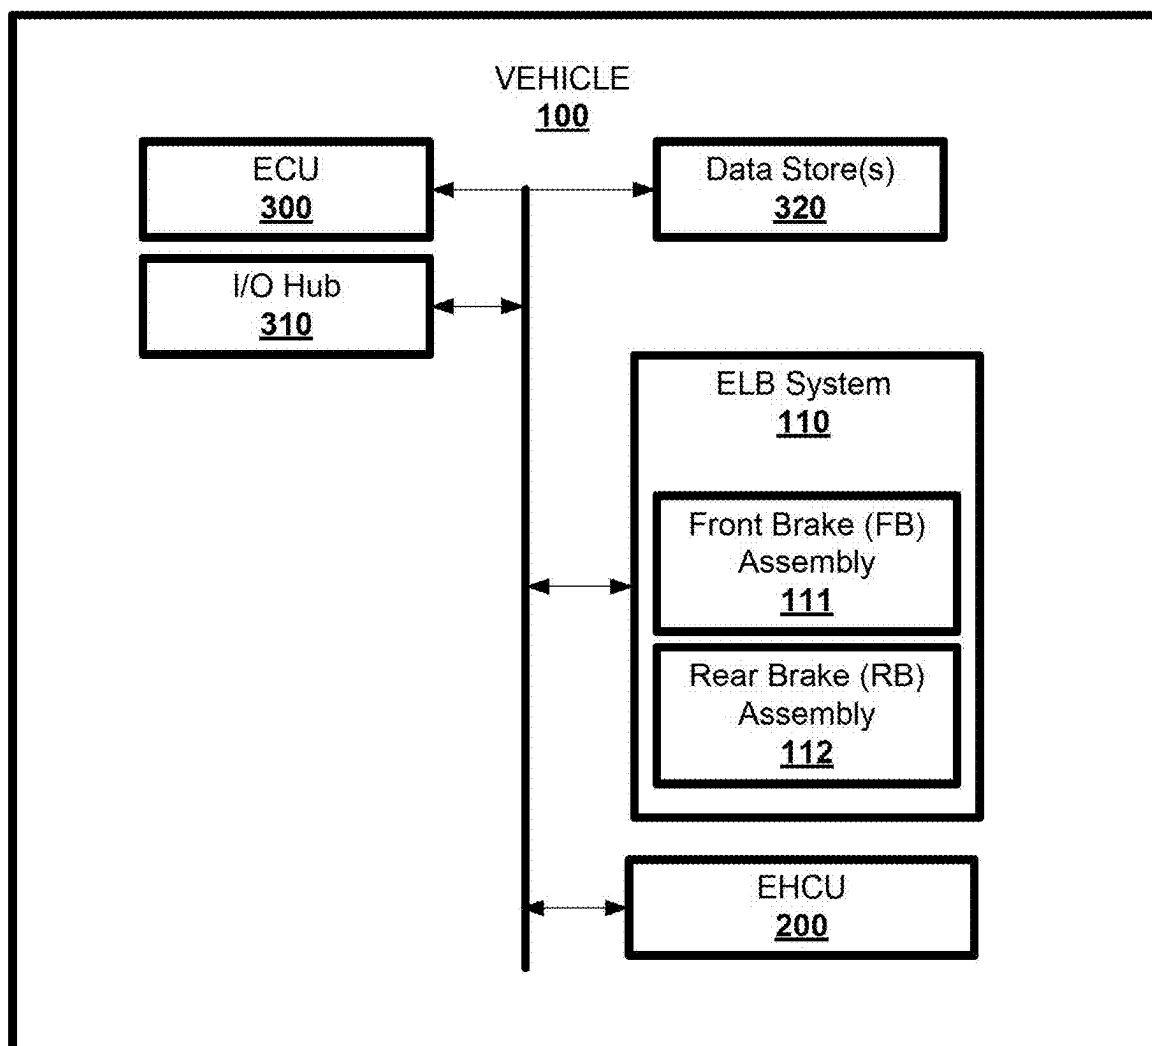 VEHICLE
100
ECU
300
Data Store(s)
320
I/O Hub
310
ELB System
110
Front Brake (FB)
Assembly
111
Rear Brake (RB)
Assembly
112
EHCU
200